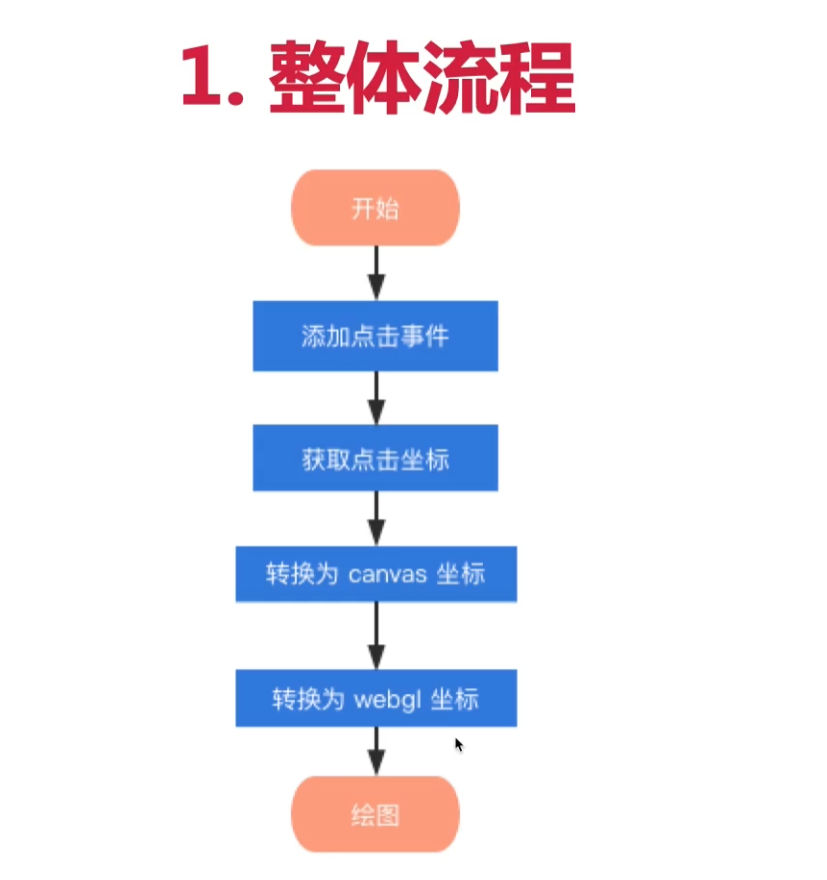 1. 整体流程
开始
添加点击事件
获取点击坐标
转换为 canvas 坐标
转换为 webgl 坐标
绘图